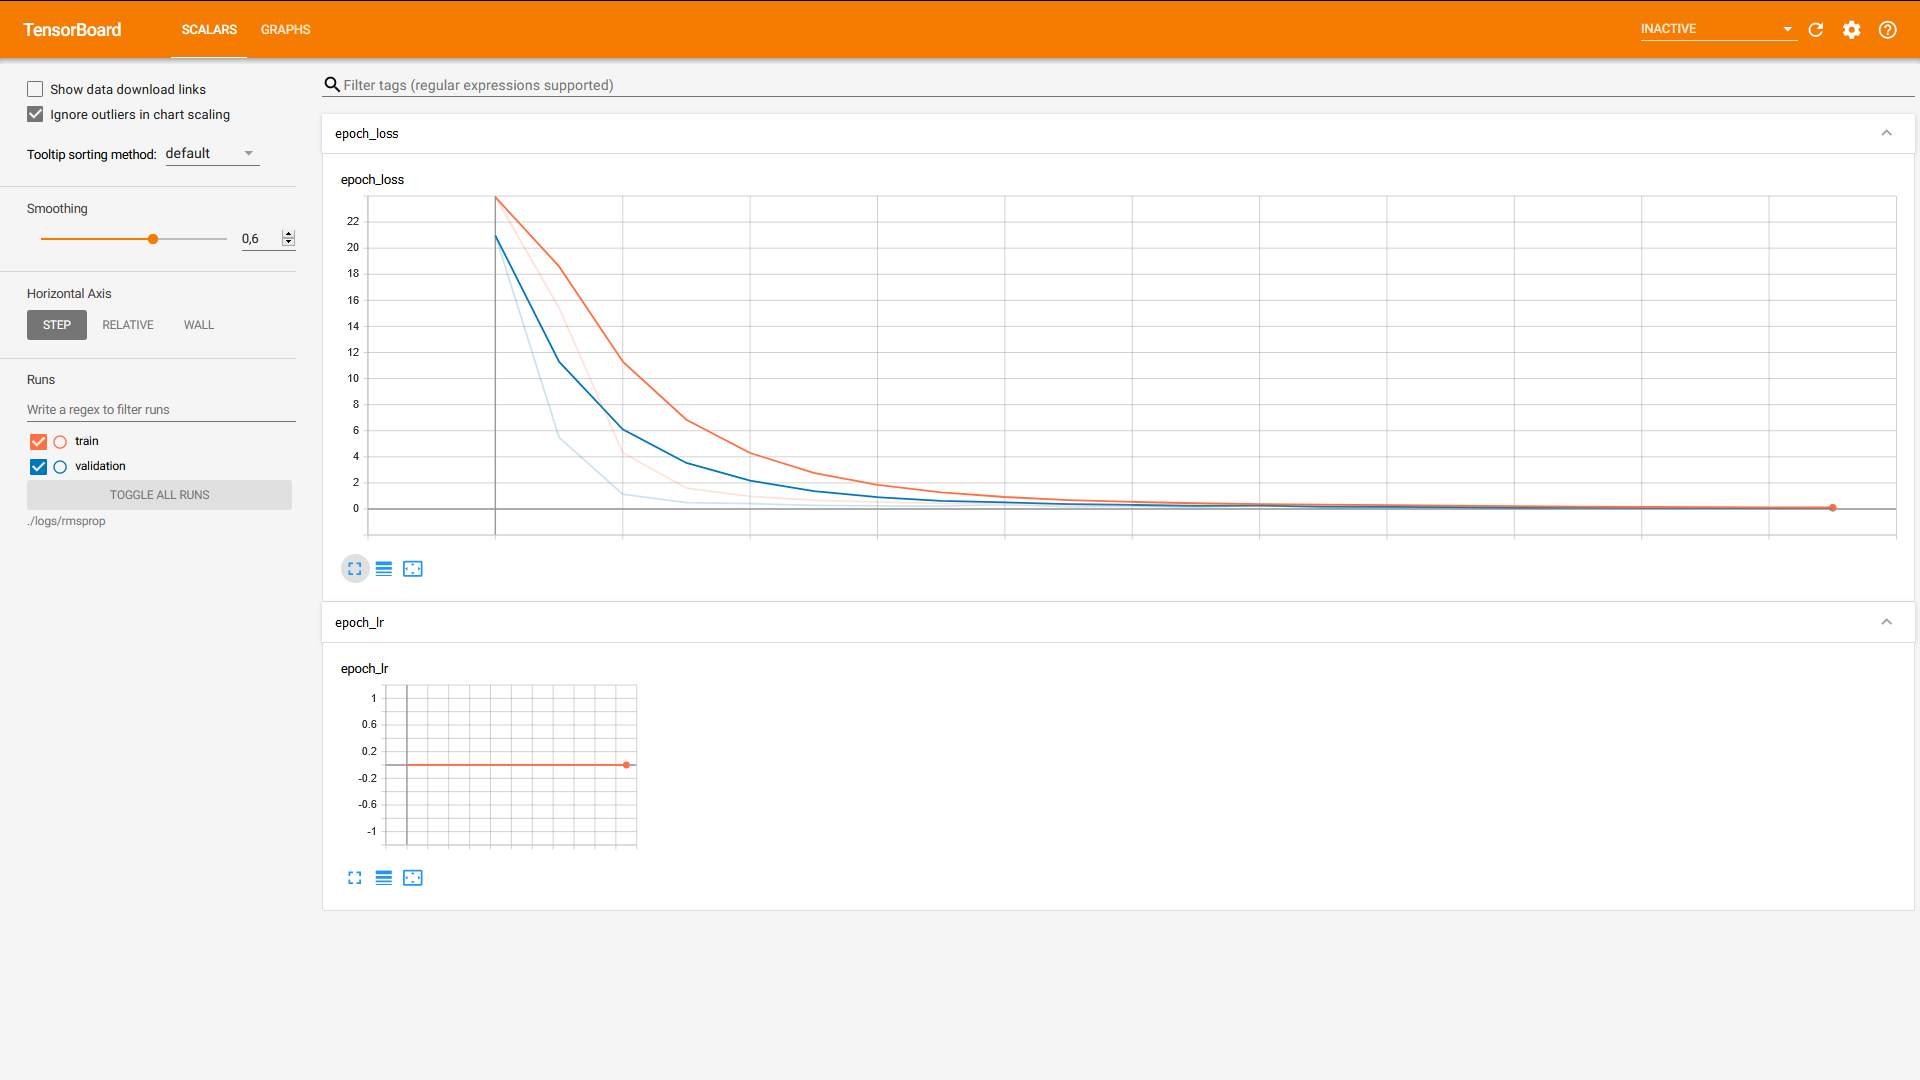 TensorBoard SCALARS GRAPHS INACTIVE
Show data download links
Ignore outliers in chart scaling
Tooltip sorting method: default
Smoothing
0,6
Horizontal Axis
STEP RELATIVE WALL
Runs
Write a regex to filter runs
train
validation
TOGGLE ALL RUNS
./logs/rmsprop
Filter tags (regular expressions supported)
epoch_loss
epoch_loss
22
20
18
16
14
12
10
8
6
4
2
0
epoch_lr
epoch_lr
1
0.6
0.2
-0.2
-0.6
-1